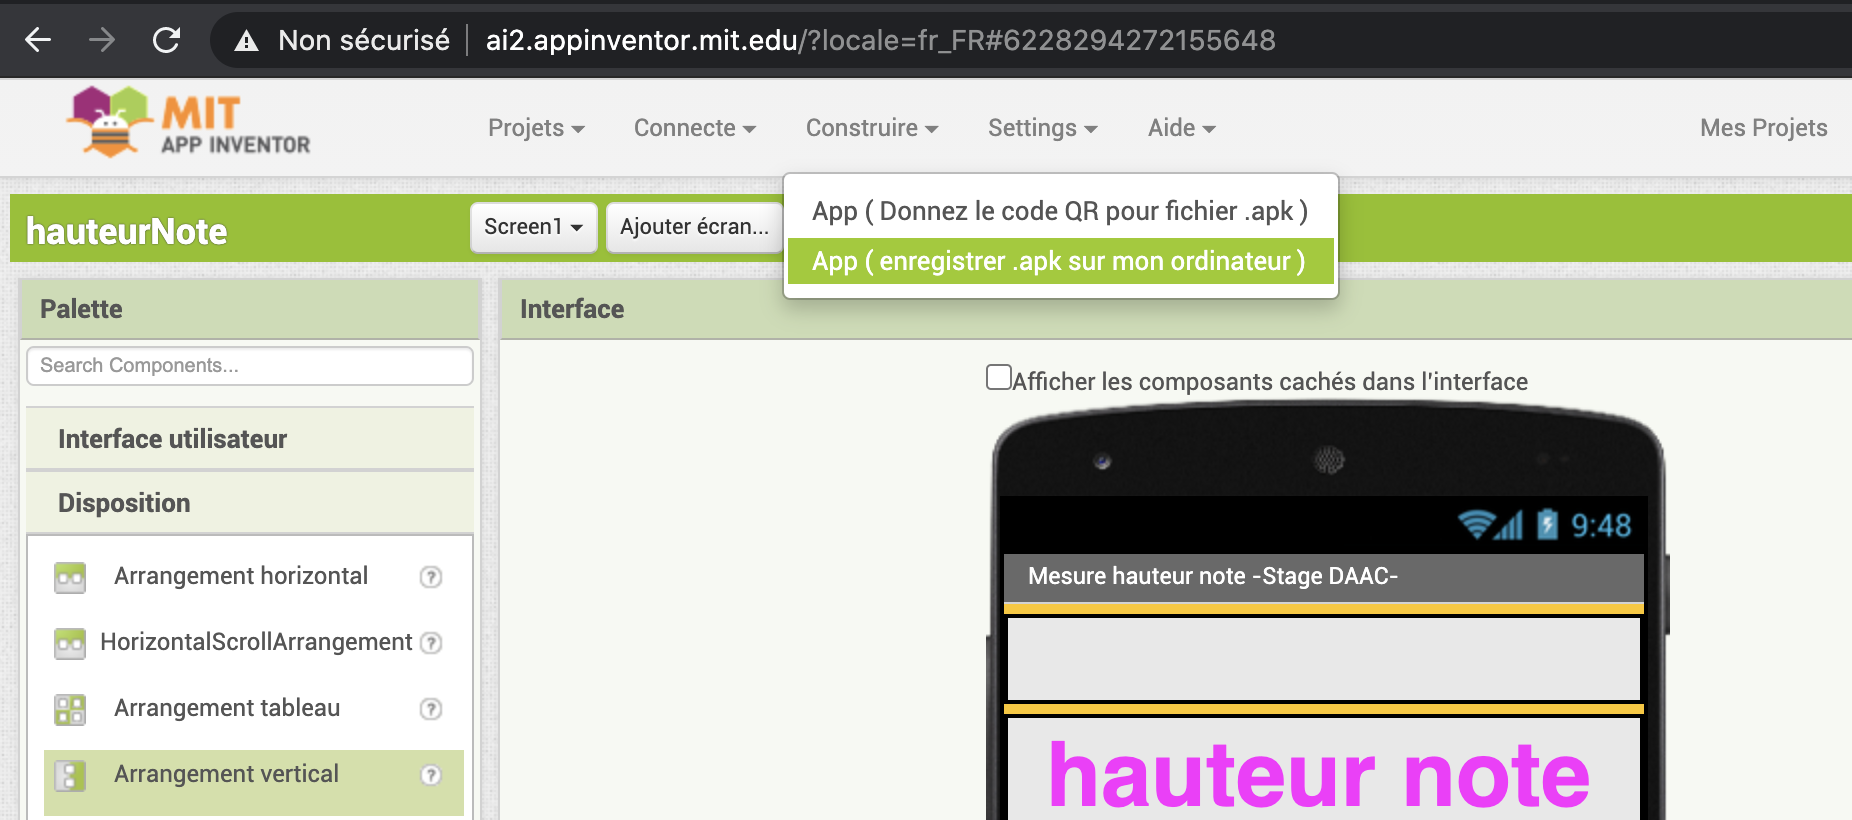 Non sécurisé ai2.appinventor.mit.edu/?locale=fr_FR#6228294272155648
MIT
APP INVENTOR
Projets Connecte Construire Settings Aide Mes Projets
App ( Donnez le code QR pour fichier .apk )
hauteurNote Screen1 Ajouter écran...
App ( enregistrer .apk sur mon ordinateur )
Palette Interface
Search Components...
Afficher les composants cachés dans l'interface
Interface utilisateur
Disposition
9:48
Arrangement horizontal ?
Mesure hauteur note -Stage DAAC-
HorizontalScrollArrangement ?
Arrangement tableau ?
Arrangement vertical ?
hauteur note